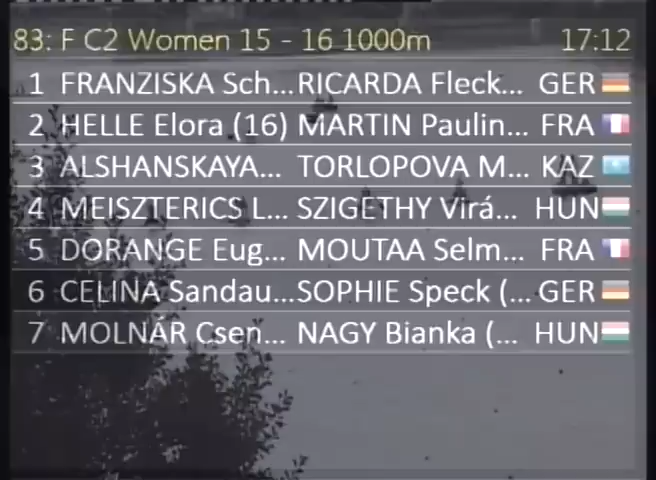 83: F C2 Women 15 - 16 1000m 17:12
1 FRANZISKA Sch... RICARDA Fleck... GER
2 HELLE Elora (16) MARTIN Paulin... FRA
3 ALSHANSKAYA... TORLOPOVA M... KAZ
4 MEISZTERICS L... SZIGETHY Virá... HUN
5 DORANGE Eug... MOUTAA Selm... FRA
6 CELINA Sandau... SOPHIE Speck (... GER
7 MOLNÁR Csen... NAGY Bianka (... HUN